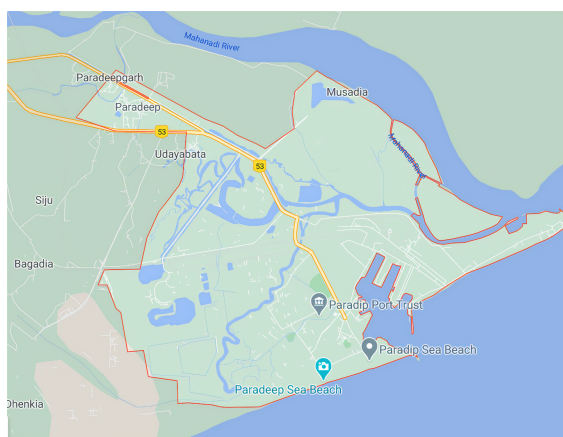 Mahanadi River
Paradeepgarh
Musadia
Paradeep
53
Mahanadi River
Udayabata
53
Siju
Bagadia
Paradip Port Trust
Paradip Sea Beach
Paradeep Sea Beach
Dhenkia